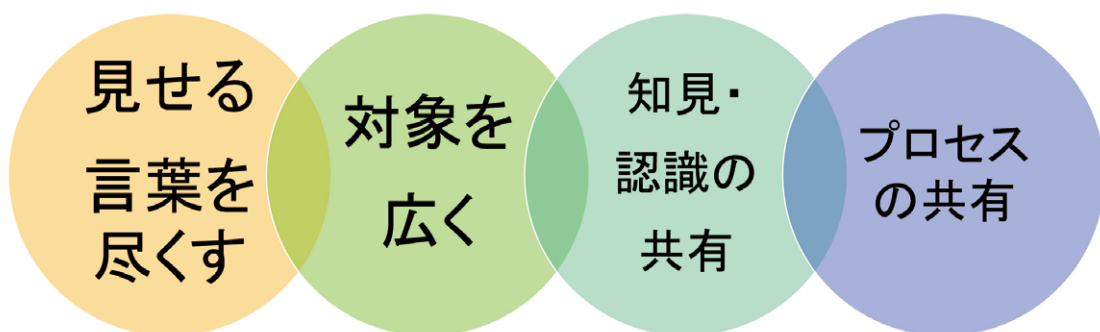 見せる
言葉を
尽くす
対象を
広く
知見・
認識の
共有
プロセス
の共有